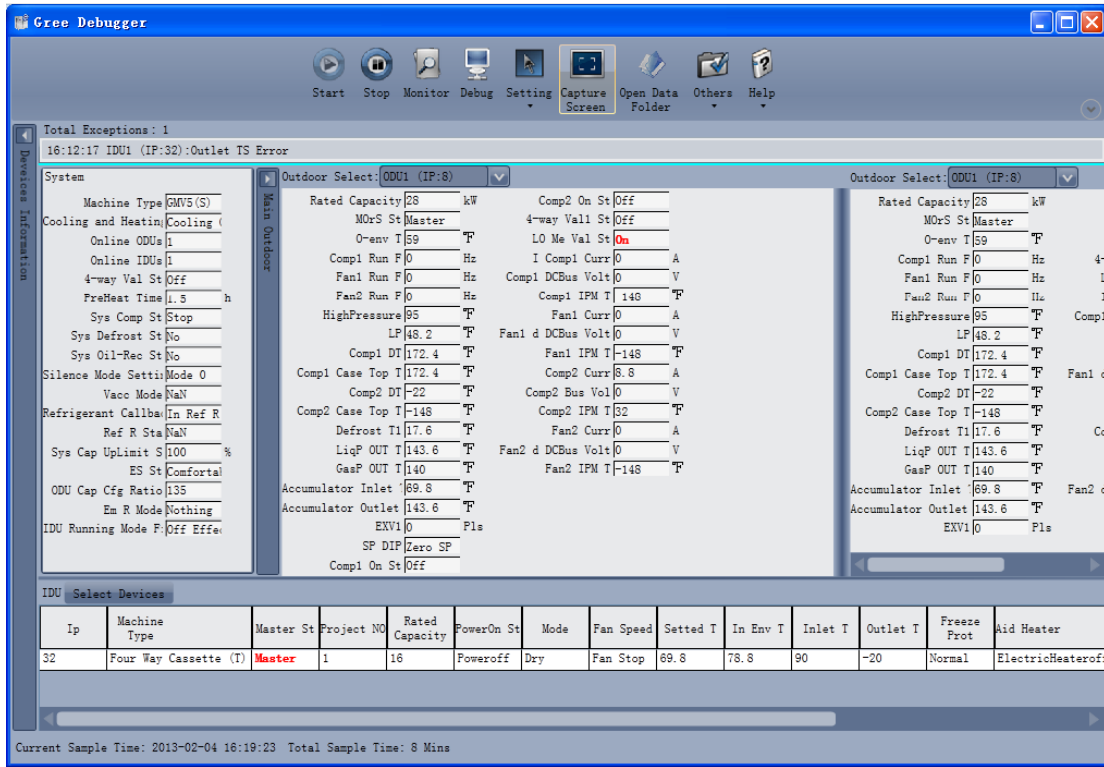 Gree Debugger
Start Stop Monitor Debug Setting Capture Screen Open Data Folder Others Help
Total Exceptions: 1
16:12:17 IDU1 (IP:32):Outlet TS Error
Deveices Information
System
Machine Type GMV5(S)
Cooling and Heatin Cooling (
Online ODUs 1
Online IDUs 1
4-way Val St Off
PreHeat Time 1.5 h
Sys Comp St Stop
Sys Defrost St No
Sys Oil-Rec St No
Silence Mode Setti Mode 0
Vacc Mode NaN
Refrigerant Callba In Ref R
Ref R Sta NaN
Sys Cap UpLimit S 100 %
ES St Comforta
ODU Cap Cfg Ratio 135
Em R Mode Nothing
IDU Running Mode F: Off Effe
Main Outdoor
Outdoor Select: ODU1 (IP:8)
Rated Capacity 28 kW
MOrS St Master
O-env T 59 ℉
Comp1 Run F 0 Hz
Fan1 Run F 0 Hz
Fan2 Run F 0 Hz
HighPressure 95 ℉
LP 48.2 ℉
Comp1 DT 172.4 ℉
Comp1 Case Top T 172.4 ℉
Comp2 DT -22 ℉
Comp2 Case Top T -148 ℉
Defrost T1 17.6 ℉
LiqP OUT T 143.6 ℉
GasP OUT T 140 ℉
Accumulator Inlet 69.8 ℉
Accumulator Outlet 143.6 ℉
EXV1 0 Pls
SP DIP Zero SP
Comp1 On St Off
Comp2 On St Off
4-way Val1 St Off
LO Me Val St On
I Comp1 Curr 0 A
Comp1 DCBus Volt 0 V
Comp1 IPM T 148 ℉
Fan1 Curr 0 A
Fan1 d DCBus Volt 0 V
Fan1 IPM T -148 ℉
Comp2 Curr 8.8 A
Comp2 Bus Vol 0 V
Comp2 IPM T 32 ℉
Fan2 Curr 0 A
Fan2 d DCBus Volt 0 V
Fan2 IPM T -148 ℉
Outdoor Select: ODU1 (IP:8)
Rated Capacity 28 kW
MOrS St Master
O-env T 59 ℉
Comp1 Run F 0 Hz 4-
Fan1 Run F 0 Hz
Fan2 Run F 0 Hz
HighPressure 95 ℉ Comp1
LP 48.2 ℉
Comp1 DT 172.4 ℉
Comp1 Case Top T 172.4 ℉ Fan1 d
Comp2 DT -22 ℉
Comp2 Case Top T -148 ℉
Defrost T1 17.6 ℉ Co
LiqP OUT T 143.6 ℉
GasP OUT T 140 ℉
Accumulator Inlet 69.8 ℉ Fan2 d
Accumulator Outlet 143.6 ℉
EXV1 0 Pls
IDU Select Devices
Ip Machine Type Master St Project NO Rated Capacity PowerOn St Mode Fan Speed Setted T In Env T Inlet T Outlet T Freeze Prot Aid Heater
32 Four Way Cassette (T) Master 1 16 Poweroff Dry Fan Stop 69.8 78.8 90 -20 Normal ElectricHeaterof
Current Sample Time: 2013-02-04 16:19:23 Total Sample Time: 8 Mins